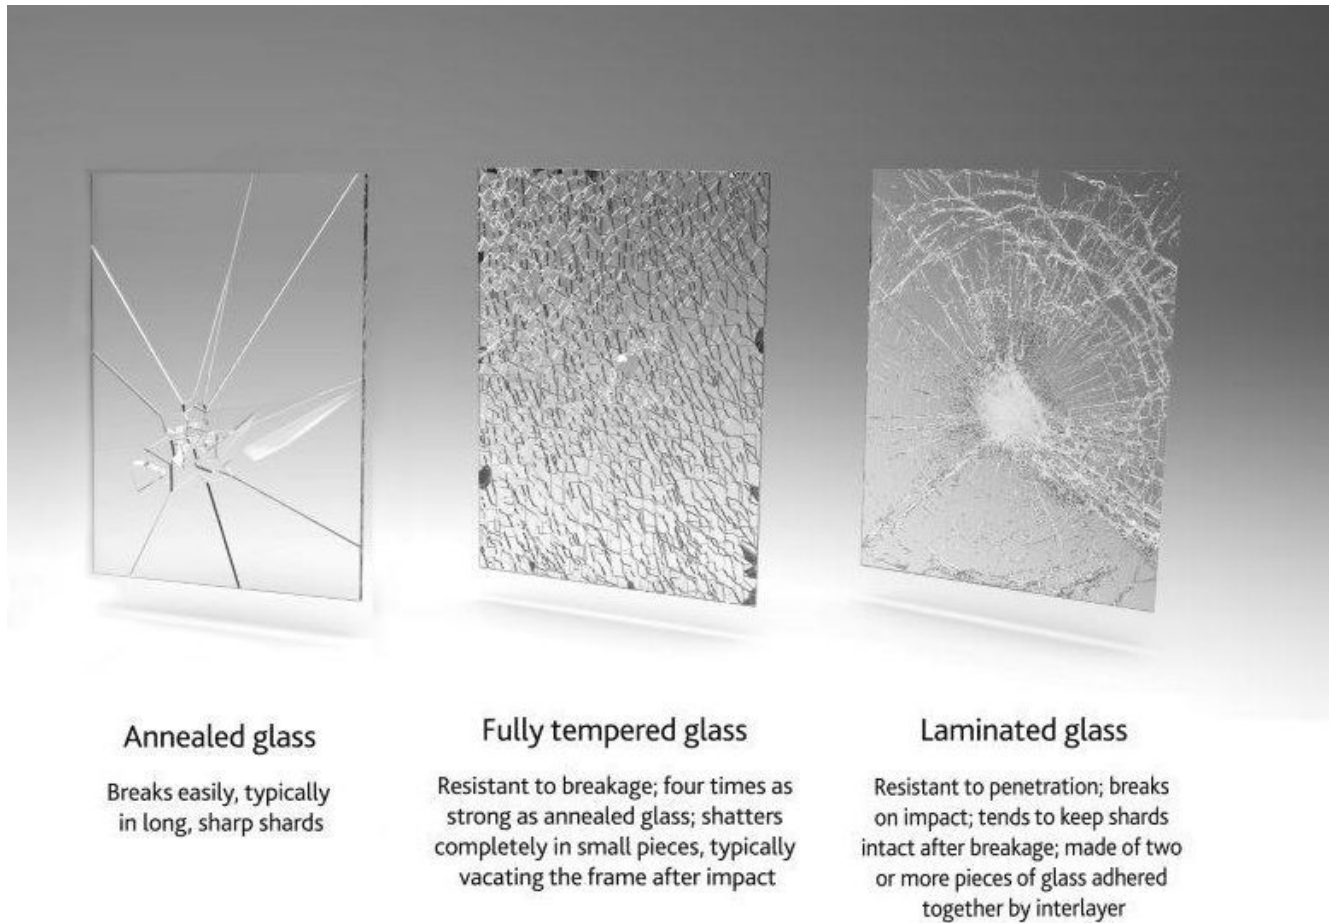 Annealed glass
Breaks easily, typically
in long, sharp shards
Fully tempered glass
Resistant to breakage; four times as
strong as annealed glass; shatters
completely in small pieces, typically
vacating the frame after impact
Laminated glass
Resistant to penetration; breaks
on impact; tends to keep shards
intact after breakage; made of two
or more pieces of glass adhered
together by interlayer